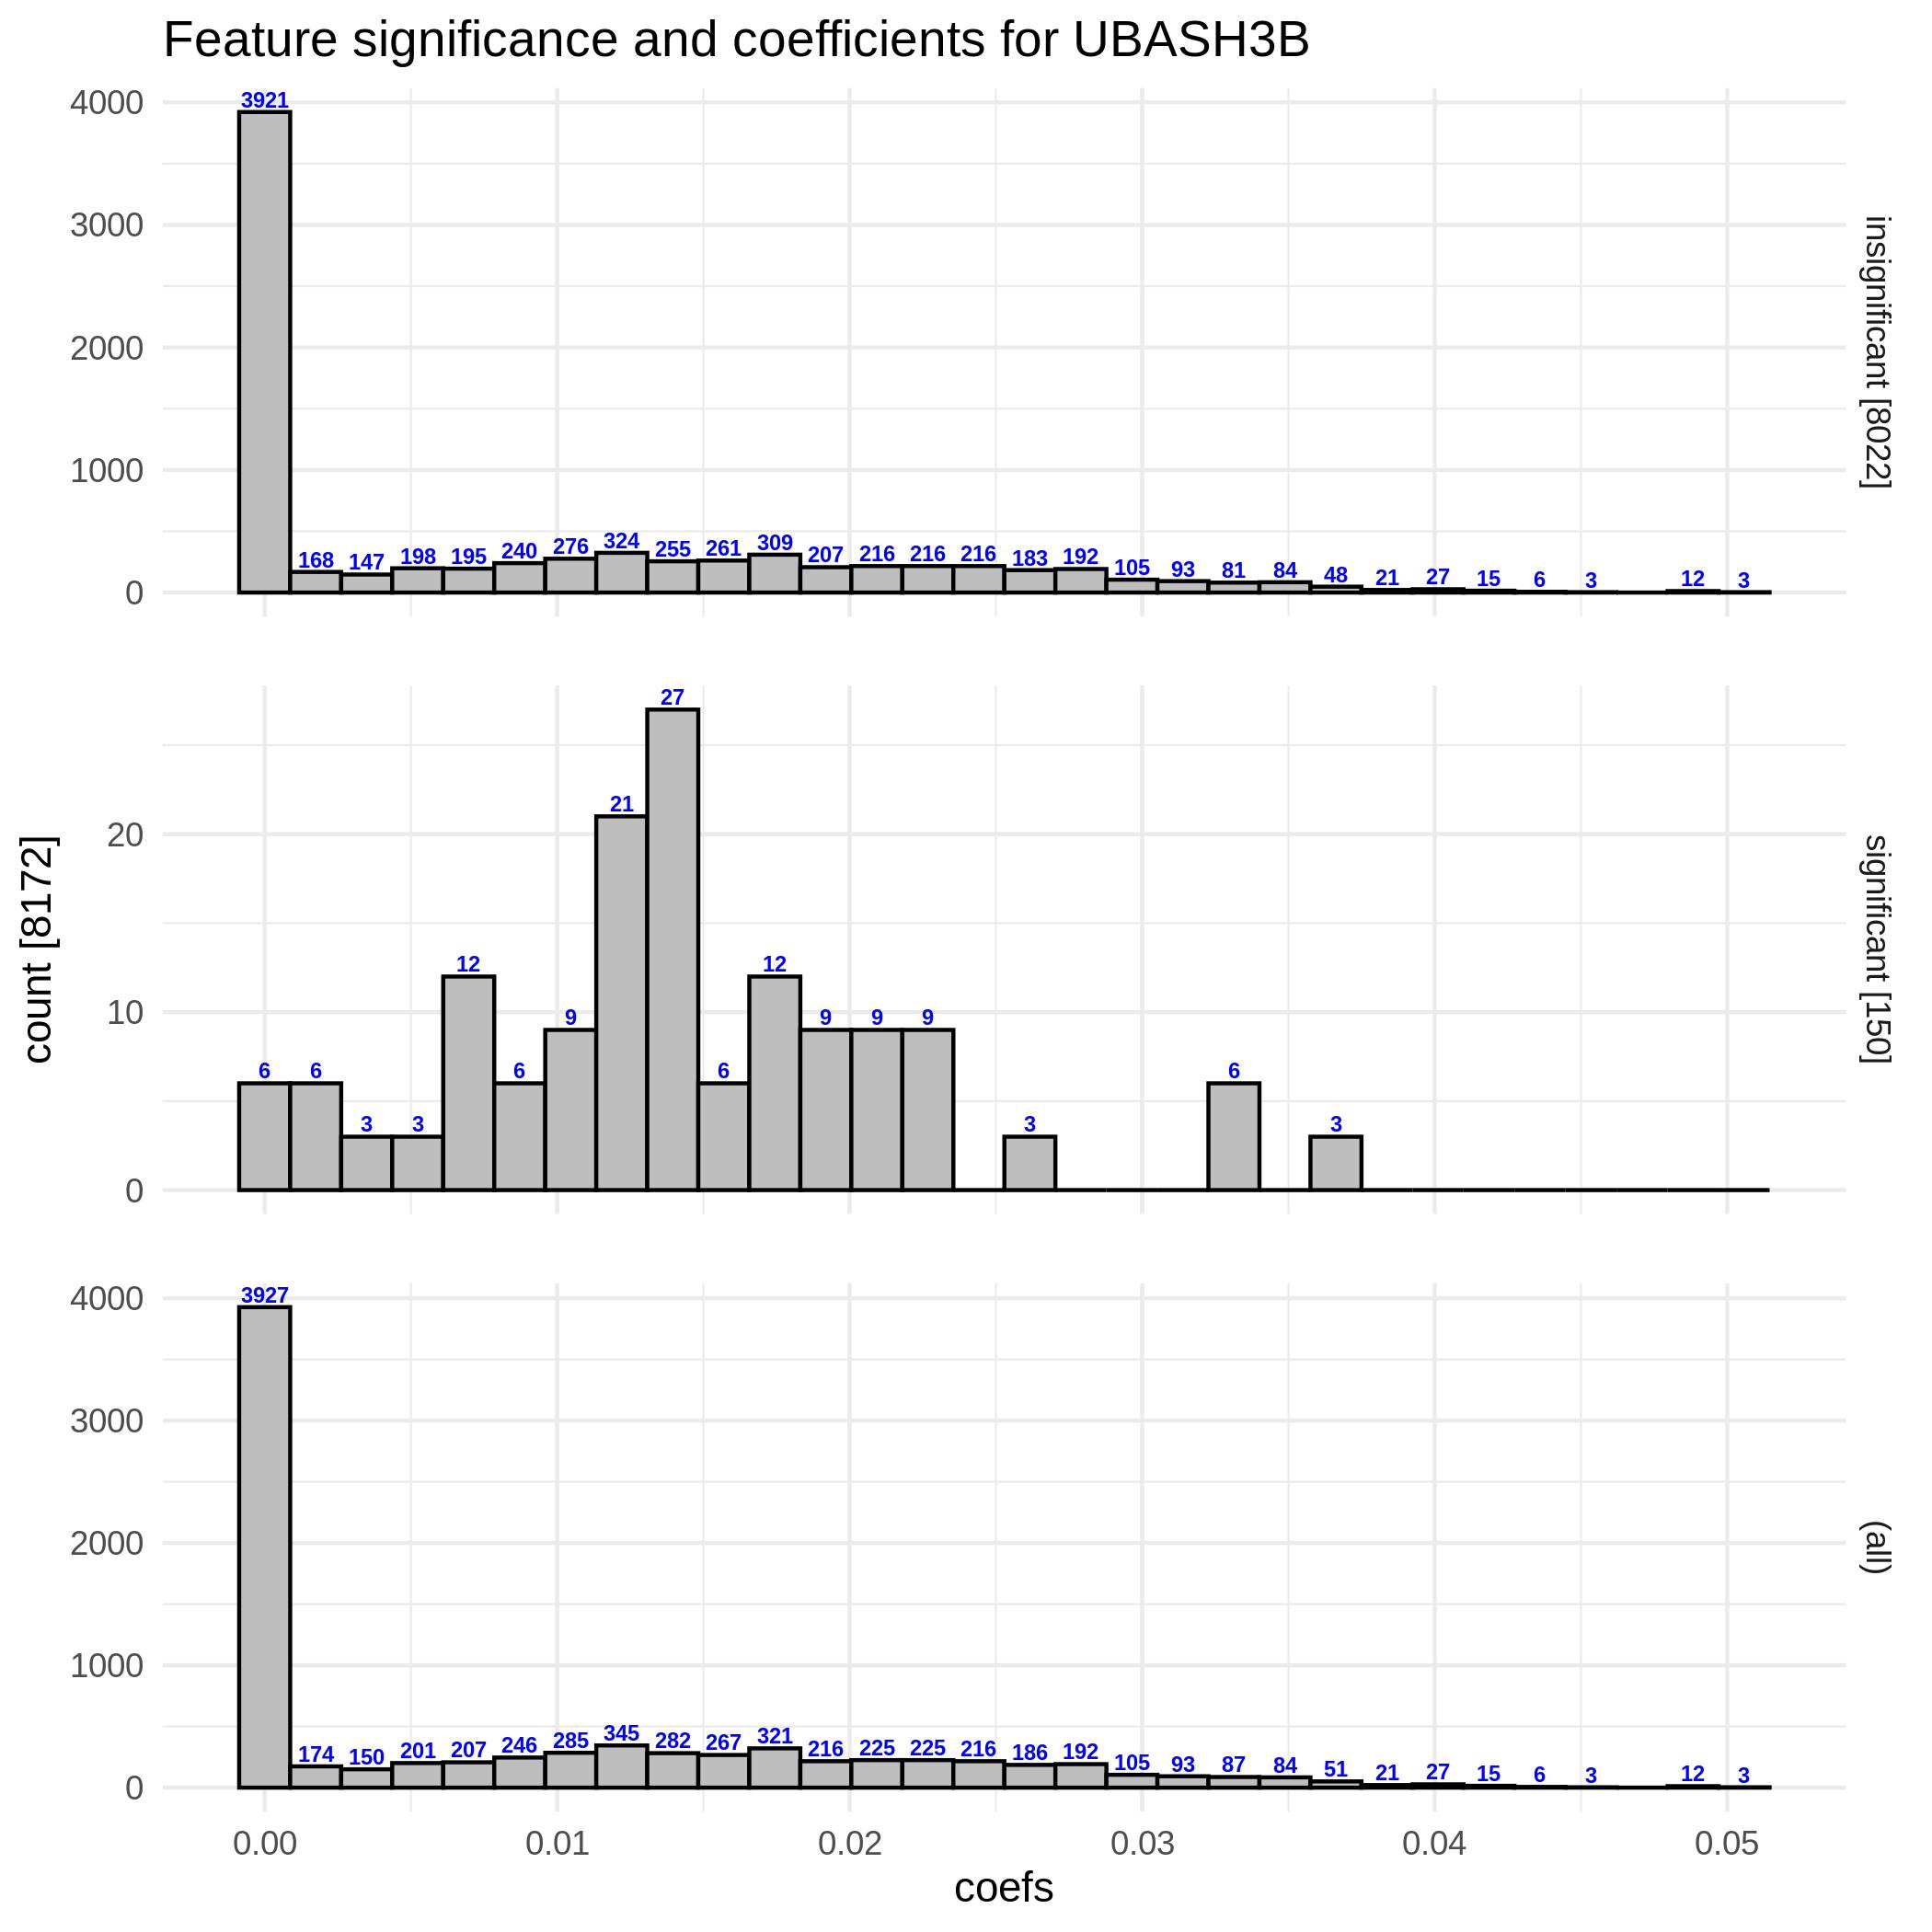 Feature significance and coefficients for UBASH3B
4000
3000
2000
1000
0
3921
168 147 198 195 240 276 324 255 261 309 207 216 216 216 183 192 105 93 81 84 48 21 27 15 6 3 12 3
insignificant [8022]
count [8172]
20
10
0
6 6 3 3 12 6 9 21 27 6 12 9 9 9 3 6 3
significant [150]
4000
3000
2000
1000
0
3927
174 150 201 207 246 285 345 282 267 321 216 225 225 216 186 192 105 93 87 84 51 21 27 15 6 3 12 3
(all)
0.00 0.01 0.02 0.03 0.04 0.05
coefs